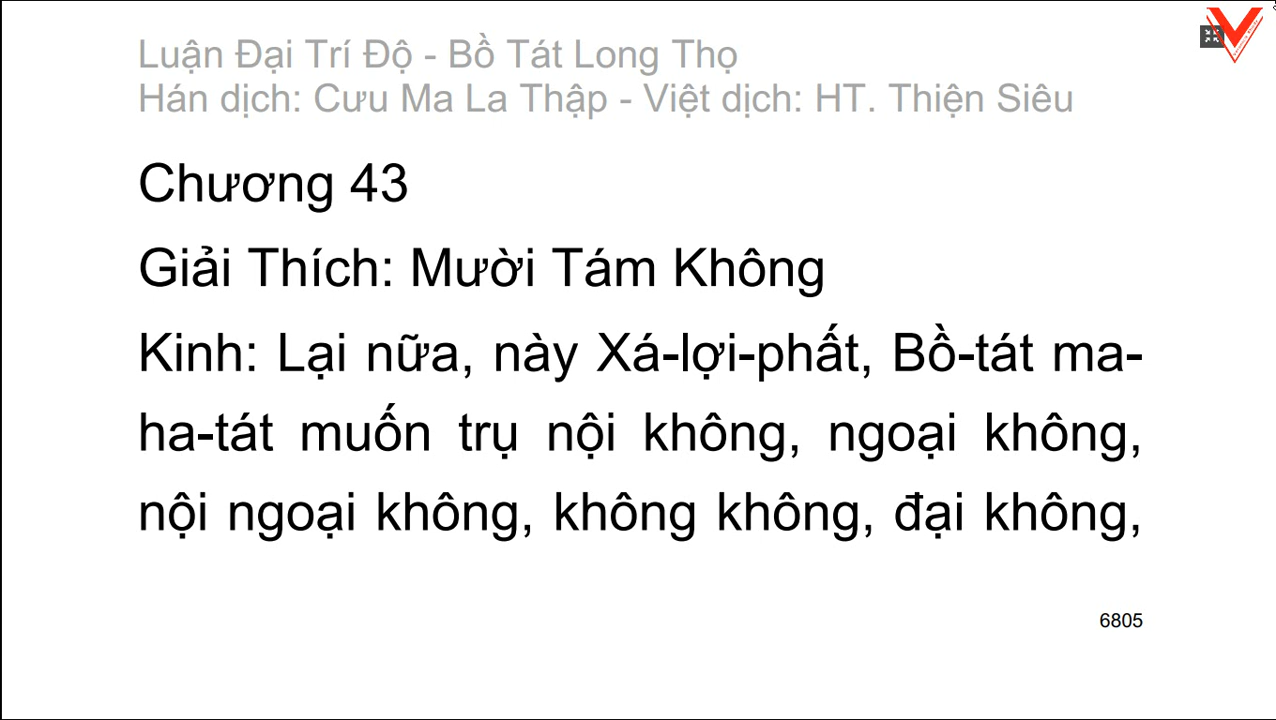 Luận Đại Trí Độ - Bồ Tát Long Thọ
Hán dịch: Cưu Ma La Thập - Việt dịch: HT. Thiện Siêu
Chương 43
Giải Thích: Mười Tám Không
Kinh: Lại nữa, này Xá-lợi-phất, Bồ-tát ma-
ha-tát muốn trụ nội không, ngoại không,
nội ngoại không, không không, đại không,
6805